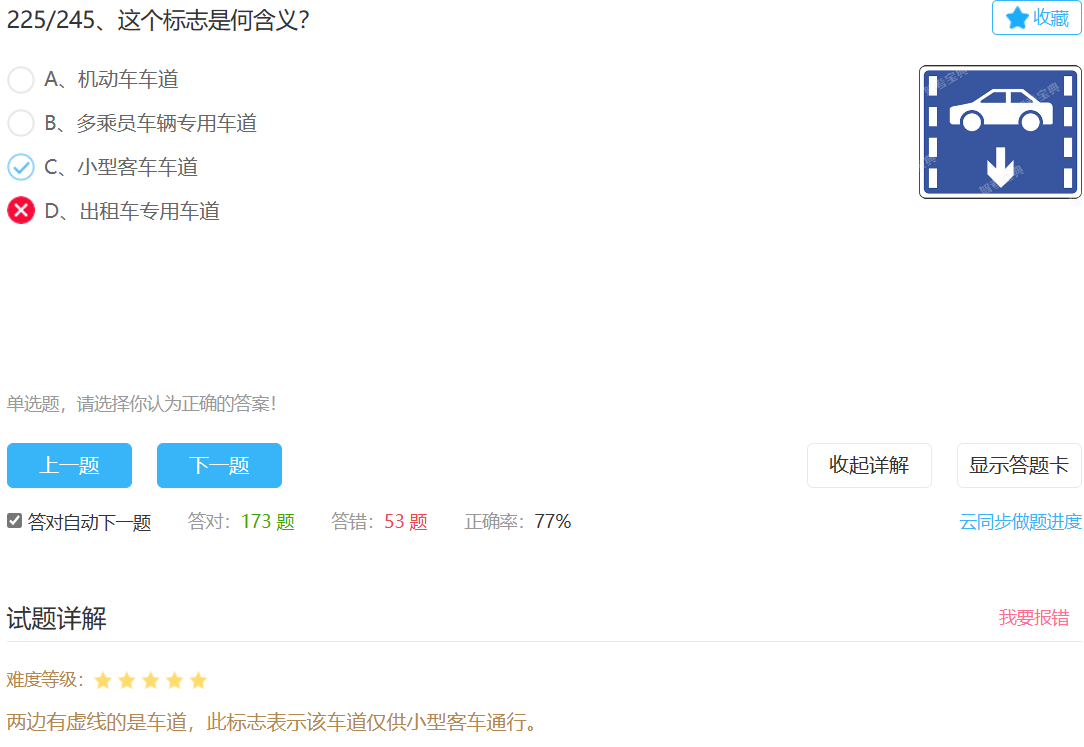 225/245、这个标志是何含义？
收藏
A、机动车车道
B、多乘员车辆专用车道
C、小型客车车道
D、出租车专用车道
单选题，请选择你认为正确的答案！
上一题
下一题
收起详解
显示答题卡
答对自动下一题
答对：173 题
答错：53 题
正确率：77%
云同步做题进度
试题详解
我要报错
难度等级：
两边有虚线的是车道，此标志表示该车道仅供小型客车通行。